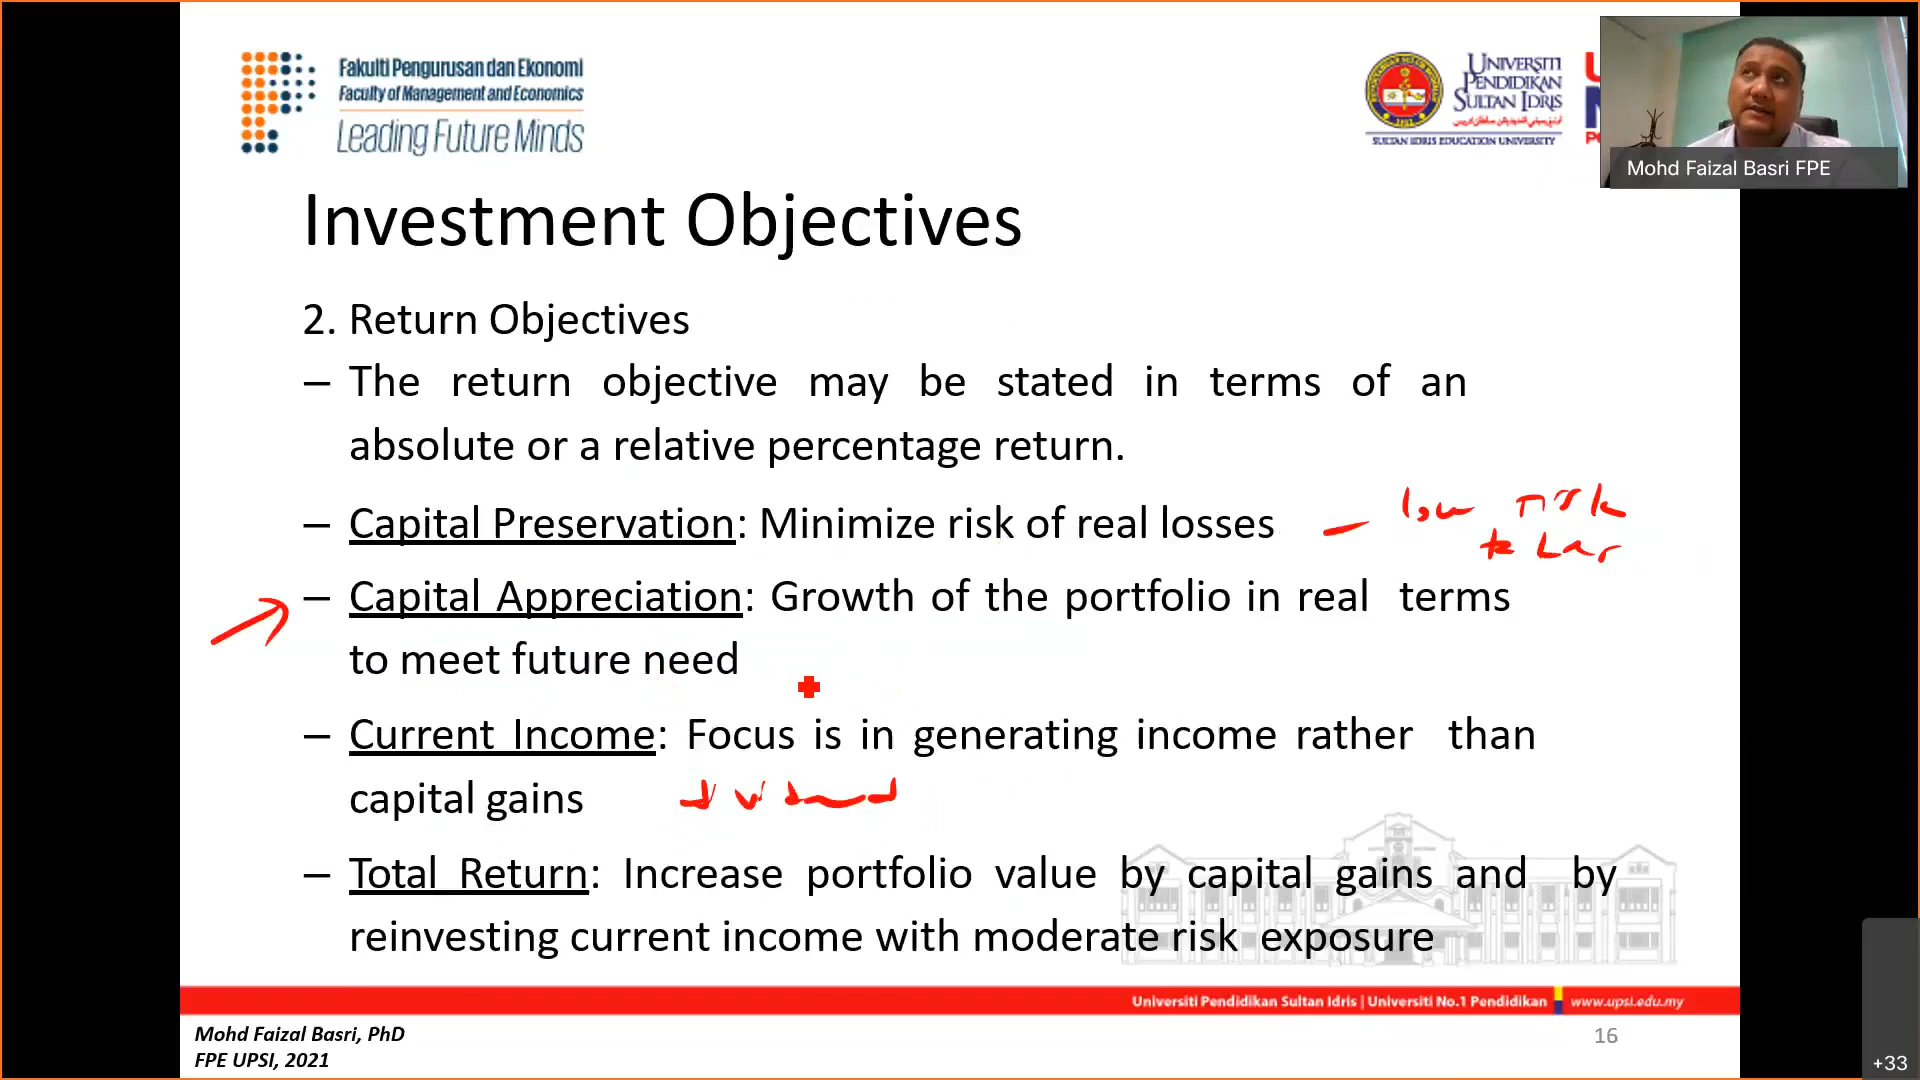 Fakulti Pengurusan dan Ekonomi
Faculty of Management and Economics
Leading Future Minds
UNIVERSITI
PENDIDIKAN
SULTAN IDRIS
SULTAN IDRIS EDUCATION UNIVERSITY
Mohd Faizal Basri FPE
Investment Objectives
2. Return Objectives
– The return objective may be stated in terms of an
absolute or a relative percentage return.
– Capital Preservation: Minimize risk of real losses
– low risk
– Capital Appreciation: Growth of the portfolio in real terms
to meet future need
– Current Income: Focus is in generating income rather than
capital gains
dividend
– Total Return: Increase portfolio value by capital gains and by
reinvesting current income with moderate risk exposure
Universiti Pendidikan Sultan Idris | Universiti No.1 Pendidikan www.upsi.edu.my
Mohd Faizal Basri, PhD
FPE UPSI, 2021
16
+33